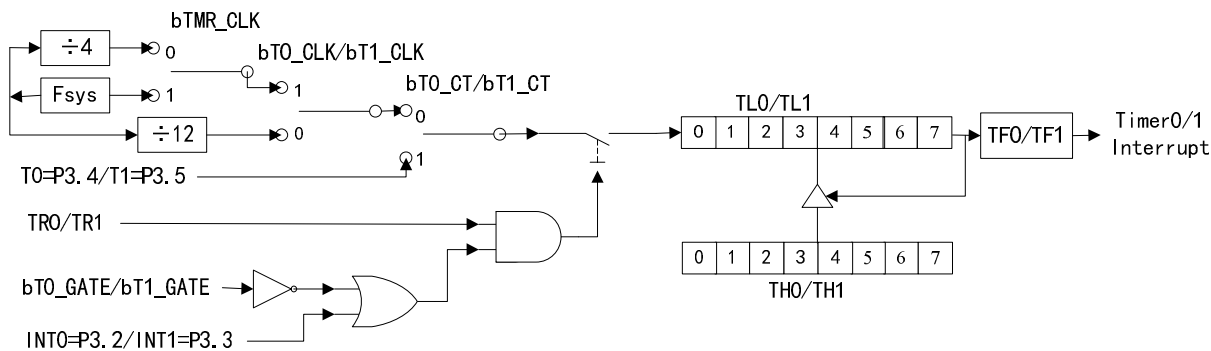 bTMR_CLK
÷4
0
bT0_CLK/bT1_CLK
Fsys
1
1
bT0_CT/bT1_CT
0
TL0/TL1
÷12
0
0 1 2 3 4 5 6 7
TF0/TF1
Timer0/1
Interrupt
1
T0=P3.4/T1=P3.5
TR0/TR1
0 1 2 3 4 5 6 7
TH0/TH1
bT0_GATE/bT1_GATE
INT0=P3.2/INT1=P3.3